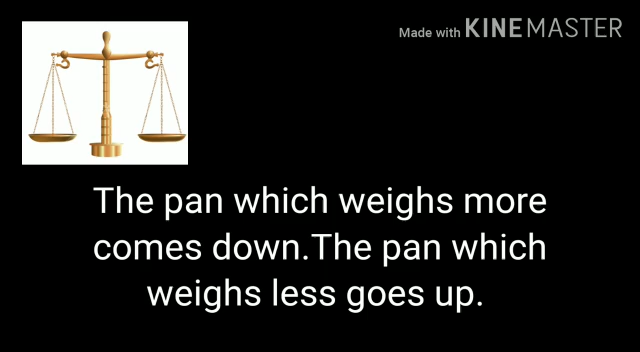 Made with KINEMASTER
The pan which weighs more
comes down.The pan which
weighs less goes up.